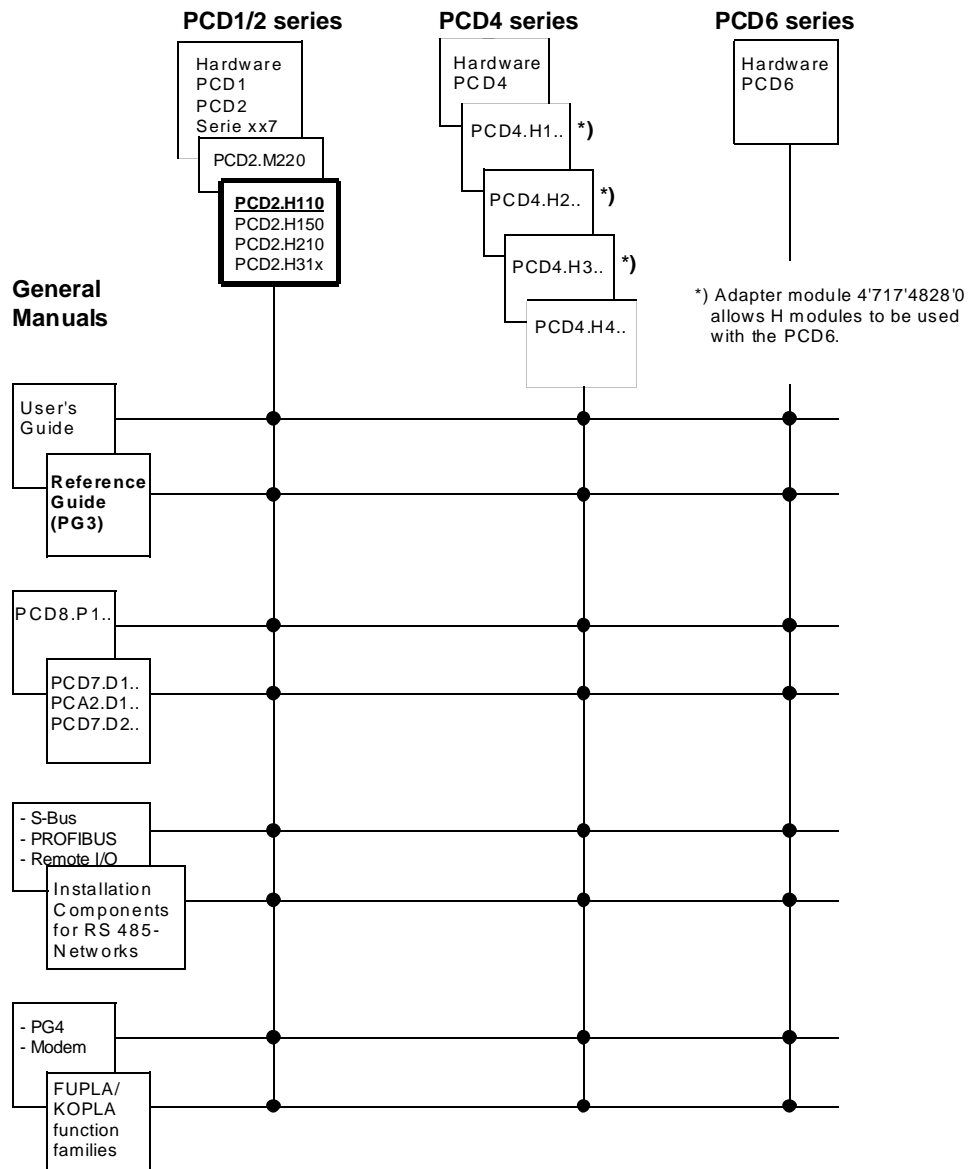 PCD1/2 series
PCD4 series
PCD6 series
Hardware
PCD1
PCD2
Serie xx7
PCD2.M220
PCD2.H110
PCD2.H150
PCD2.H210
PCD2.H31x
Hardware
PCD4
PCD4.H1.. *)
PCD4.H2.. *)
PCD4.H3.. *)
PCD4.H4..
Hardware
PCD6
*) Adapter module 4'717'4828'0
allows H modules to be used
with the PCD6.
General
Manuals
User's
Guide
Reference
Guide
(PG3)
PCD8.P1..
PCD7.D1..
PCA2.D1..
PCD7.D2..
- S-Bus
- PROFIBUS
- Remote I/O
Installation
Components
for RS 485-
Networks
- PG4
- Modem
FUPLA/
KOPLA
function
families